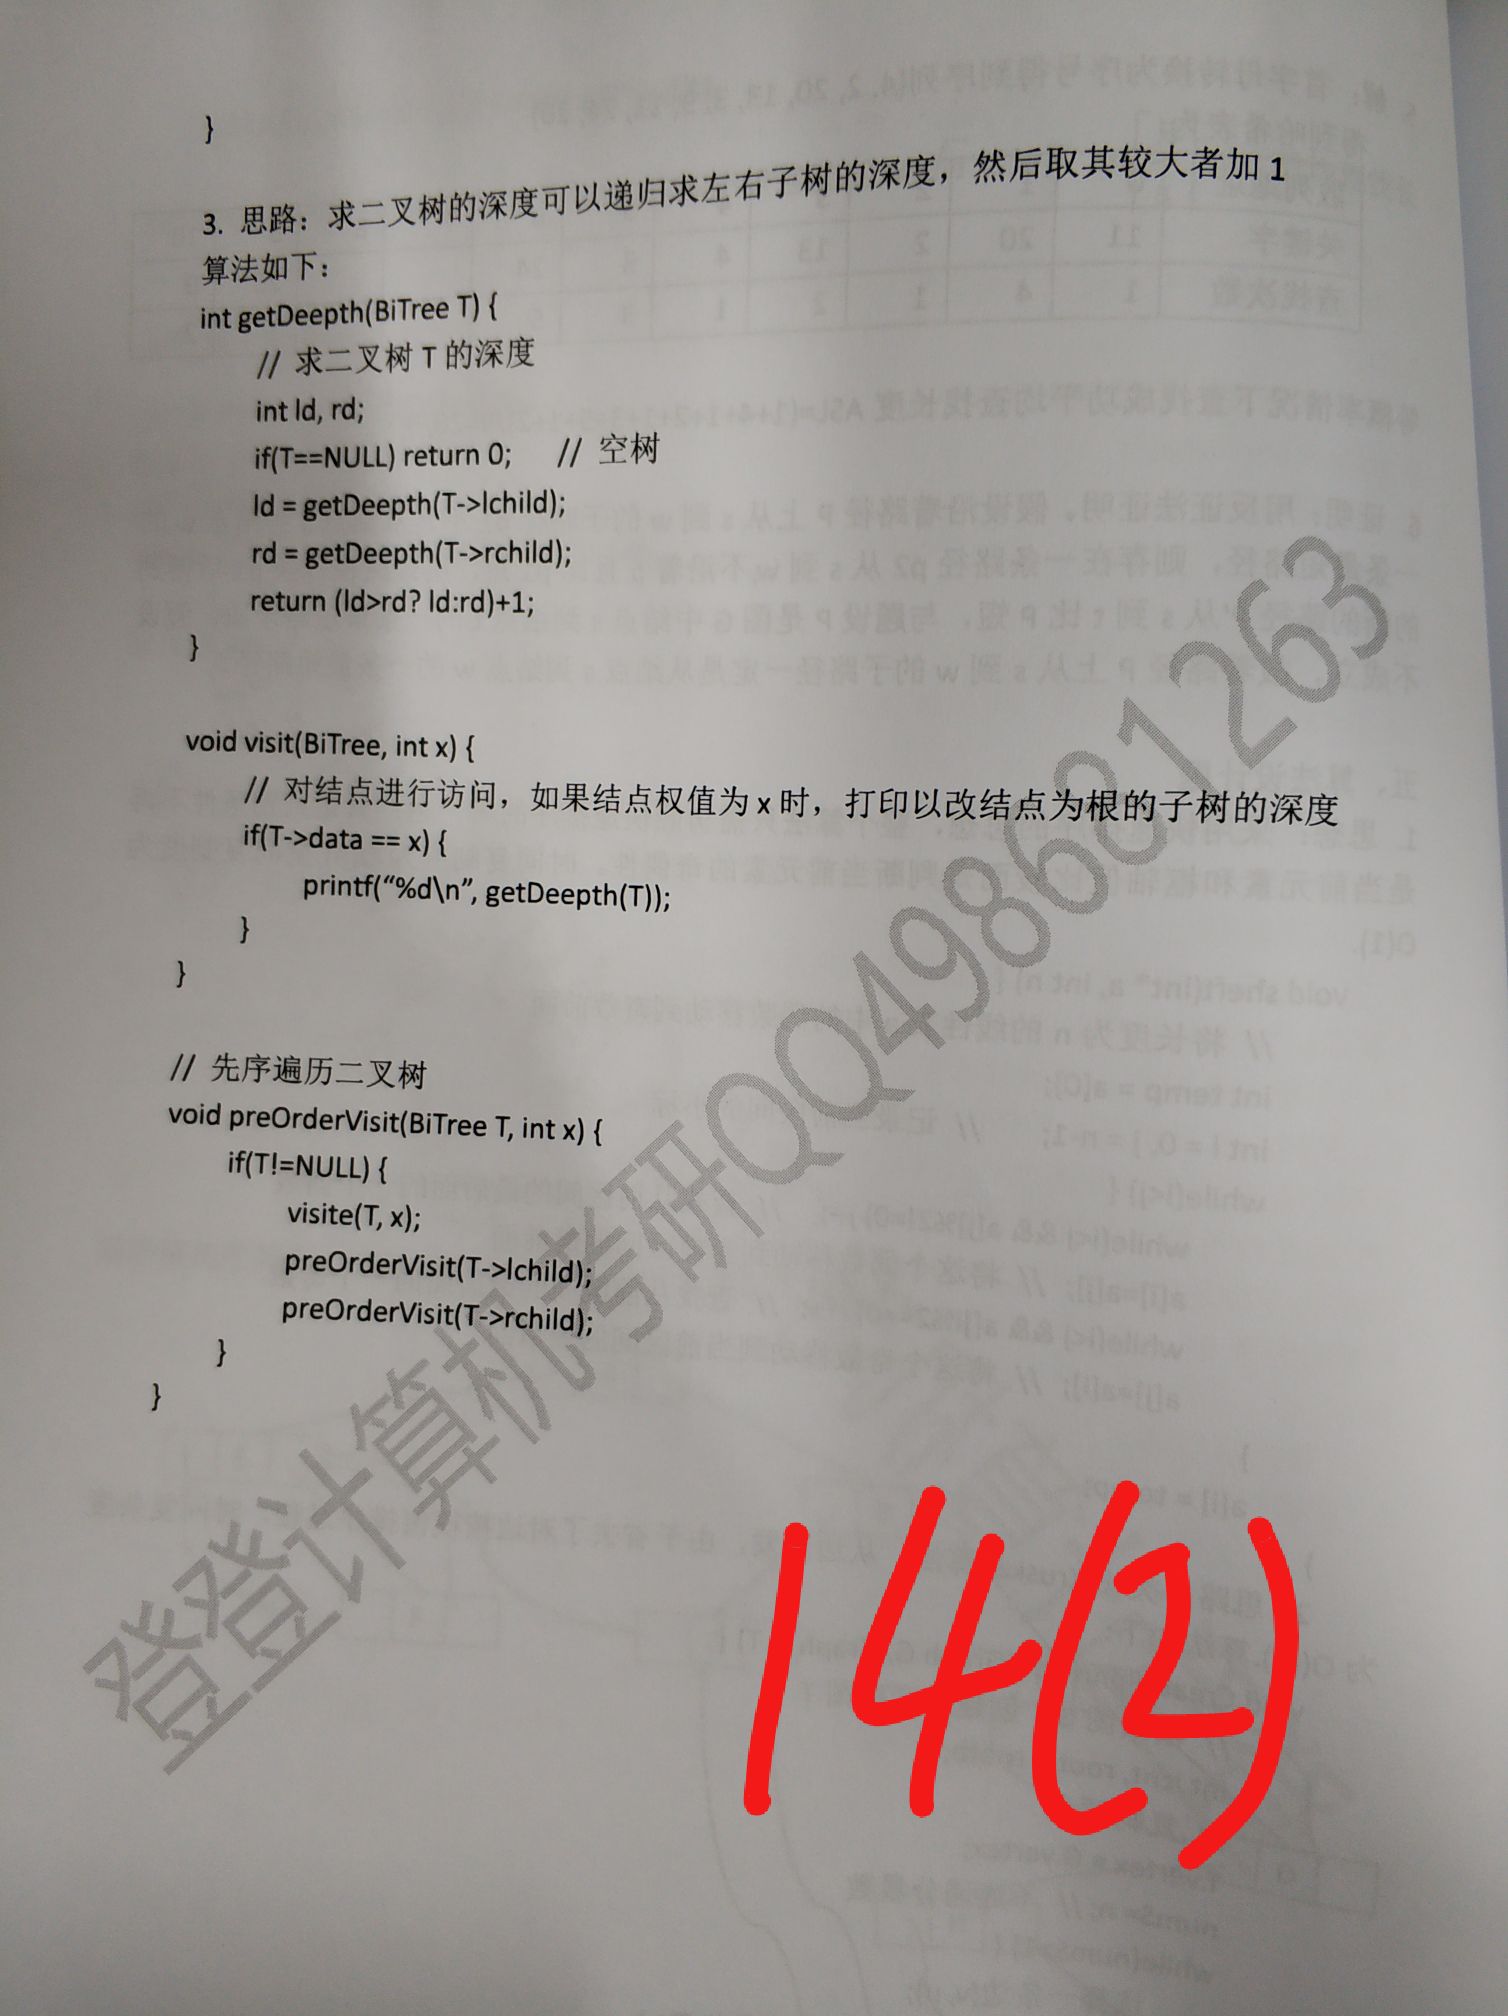 }
3. 思路：求二叉树的深度可以递归求左右子树的深度，然后取其较大者加 1
算法如下：
int getDeepth(BiTree T) {
// 求二叉树 T 的深度
int ld, rd;
if(T==NULL) return 0; // 空树
ld = getDeepth(T->lchild);
rd = getDeepth(T->rchild);
return (ld>rd? ld:rd)+1;
}
void visit(BiTree, int x) {
// 对结点进行访问，如果结点权值为 x 时，打印以改结点为根的子树的深度
if(T->data == x) {
printf(“%d\n”, getDeepth(T));
}
}
// 先序遍历二叉树
void preOrderVisit(BiTree T, int x) {
if(T!=NULL) {
visite(T, x);
preOrderVisit(T->lchild);
preOrderVisit(T->rchild);
}
}
登登计算机考研QQ498681263
14(2)